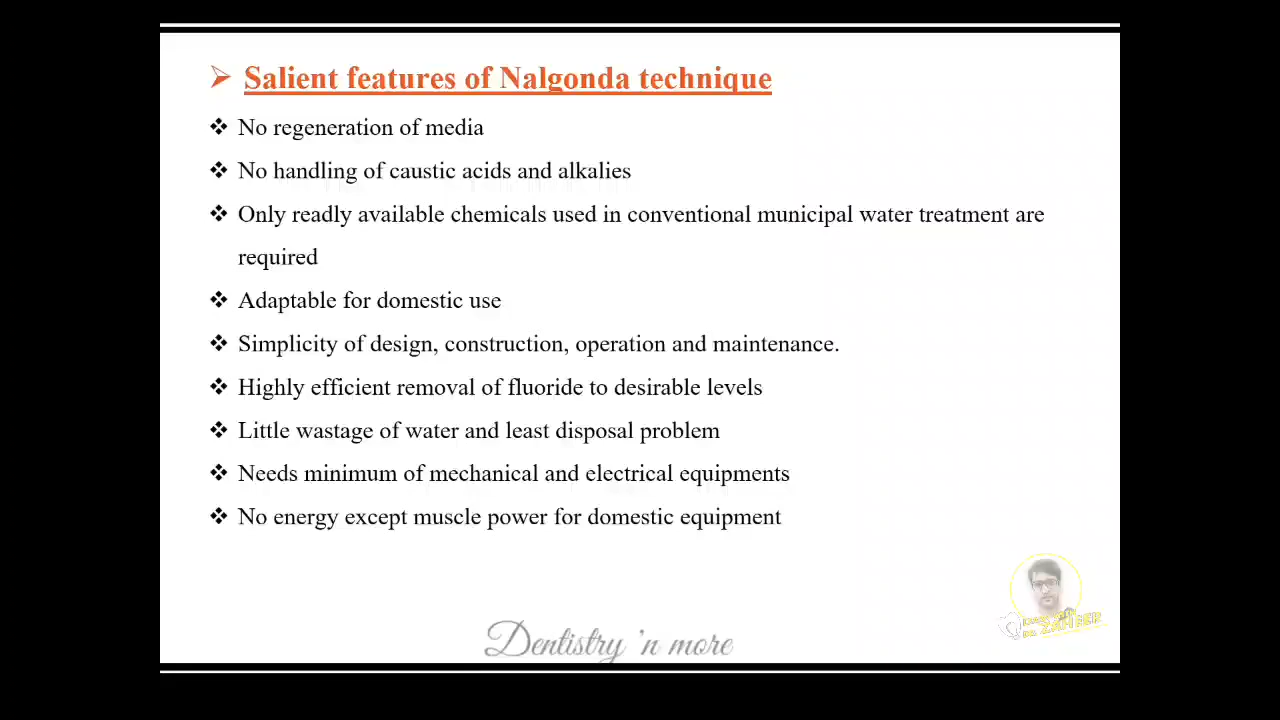 Salient features of Nalgonda technique
No regeneration of media
No handling of caustic acids and alkalies
Only readly available chemicals used in conventional municipal water treatment are
required
Adaptable for domestic use
Simplicity of design, construction, operation and maintenance.
Highly efficient removal of fluoride to desirable levels
Little wastage of water and least disposal problem
Needs minimum of mechanical and electrical equipments
No energy except muscle power for domestic equipment
Dentistry 'n more